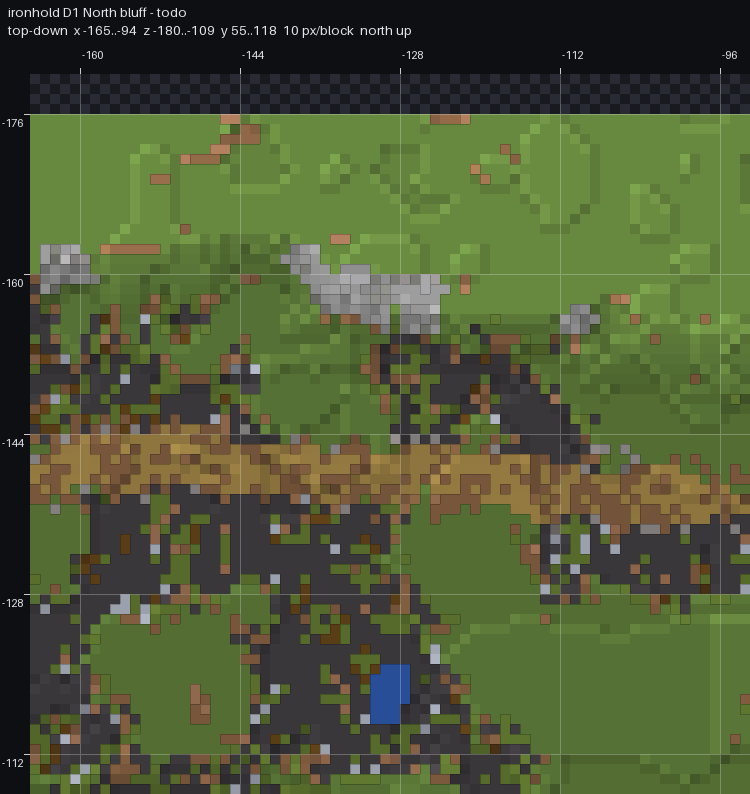 ironhold D1 North bluff - todo
top-down x -165..-94 z -180..-109 y 55..118 10 px/block north up
-160 -144 -128 -112 -96
-176
-160
-144
-128
-112